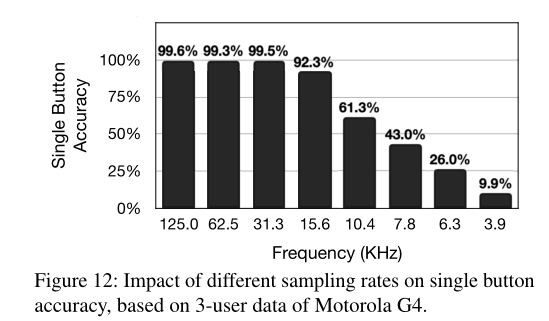 99.6% 99.3% 99.5%
92.3%
61.3%
43.0%
26.0%
9.9%
100%
75%
50%
25%
0%
Single Button
Accuracy
125.0 62.5 31.3 15.6 10.4 7.8 6.3 3.9
Frequency (KHz)
Figure 12: Impact of different sampling rates on single button
accuracy, based on 3-user data of Motorola G4.